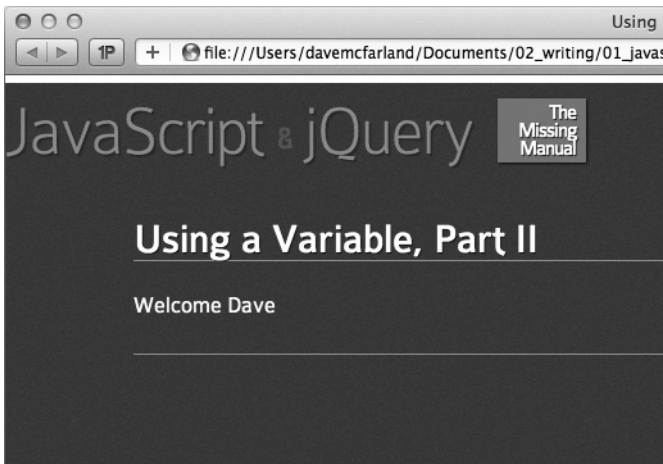 Using
1P + file:///Users/davemcfarland/Documents/02_writing/01_javas
JavaScript & jQuery
The
Missing
Manual
Using a Variable, Part II
Welcome Dave